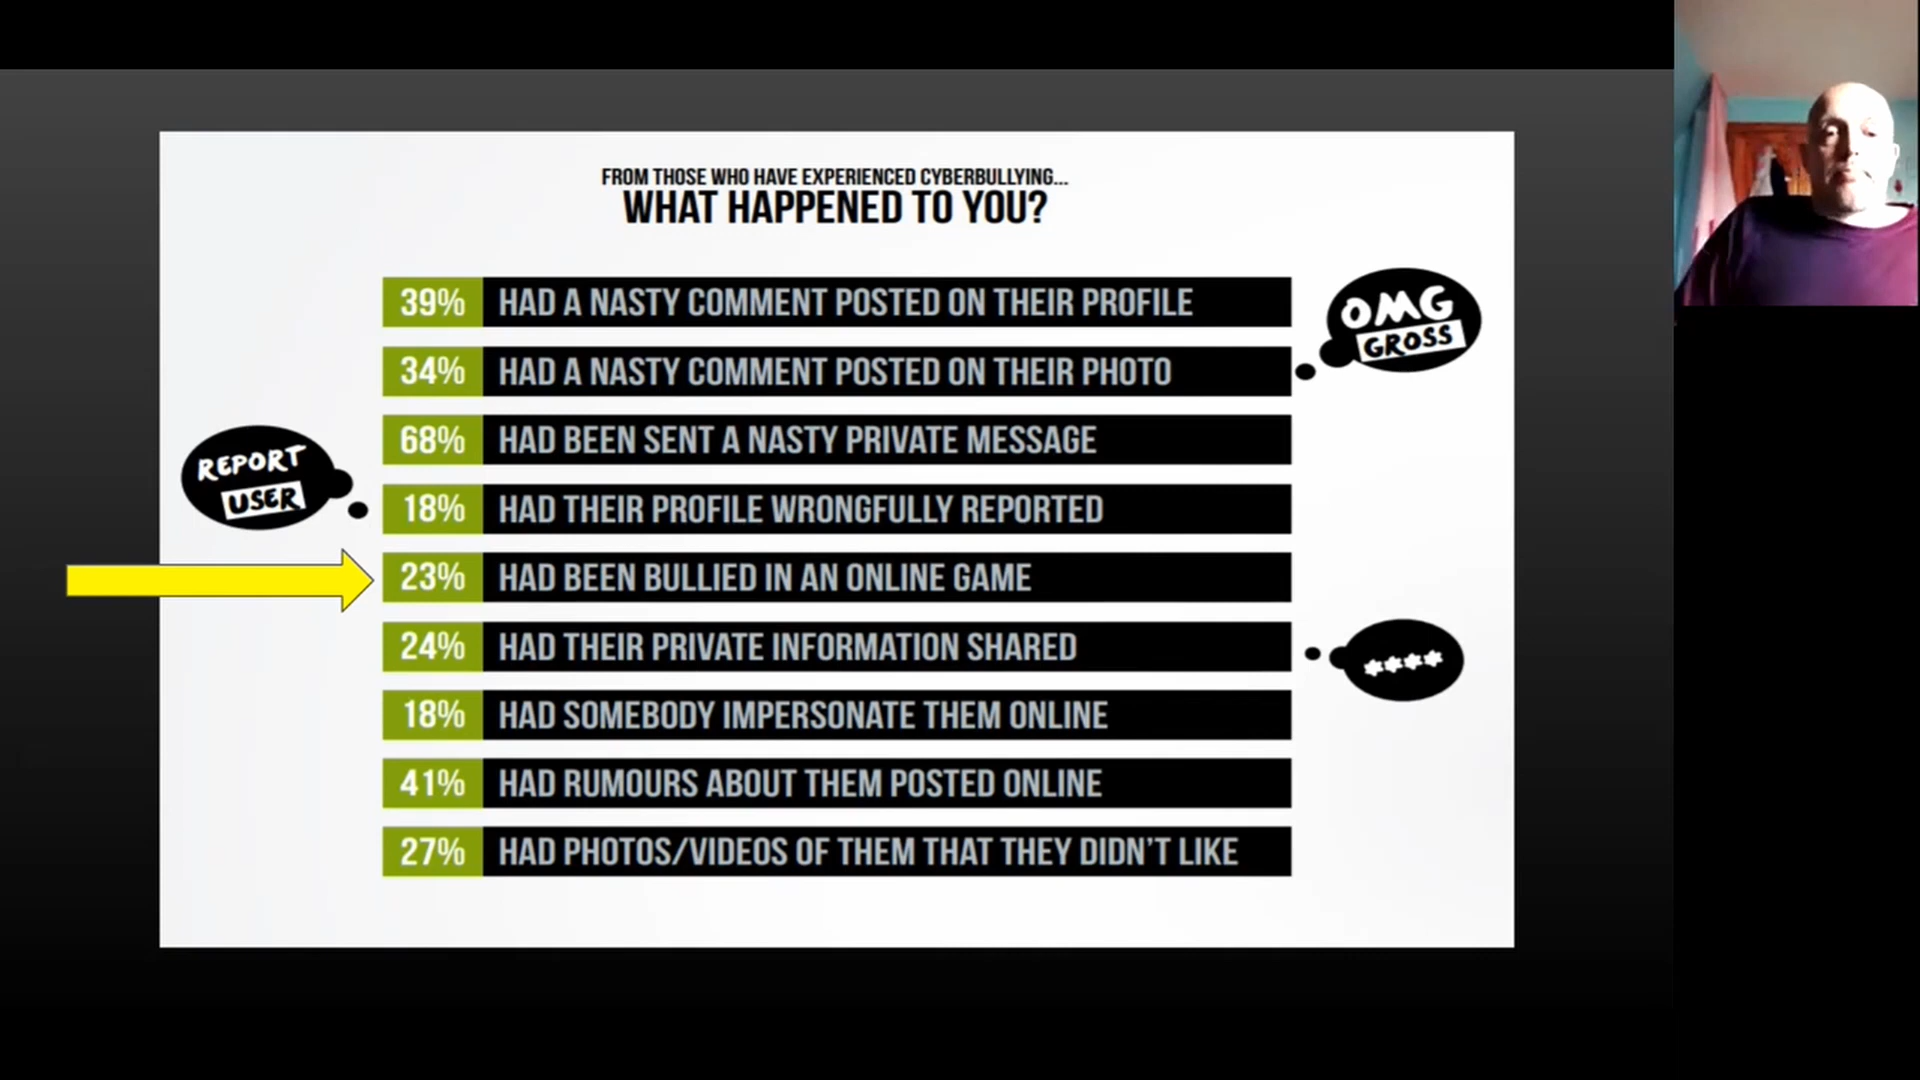 FROM THOSE WHO HAVE EXPERIENCED CYBERBULLYING...
WHAT HAPPENED TO YOU?
39% HAD A NASTY COMMENT POSTED ON THEIR PROFILE
OMG
GROSS
34% HAD A NASTY COMMENT POSTED ON THEIR PHOTO
68% HAD BEEN SENT A NASTY PRIVATE MESSAGE
REPORT
USER
18% HAD THEIR PROFILE WRONGFULLY REPORTED
23% HAD BEEN BULLIED IN AN ONLINE GAME
24% HAD THEIR PRIVATE INFORMATION SHARED
****
18% HAD SOMEBODY IMPERSONATE THEM ONLINE
41% HAD RUMOURS ABOUT THEM POSTED ONLINE
27% HAD PHOTOS/VIDEOS OF THEM THAT THEY DIDN'T LIKE